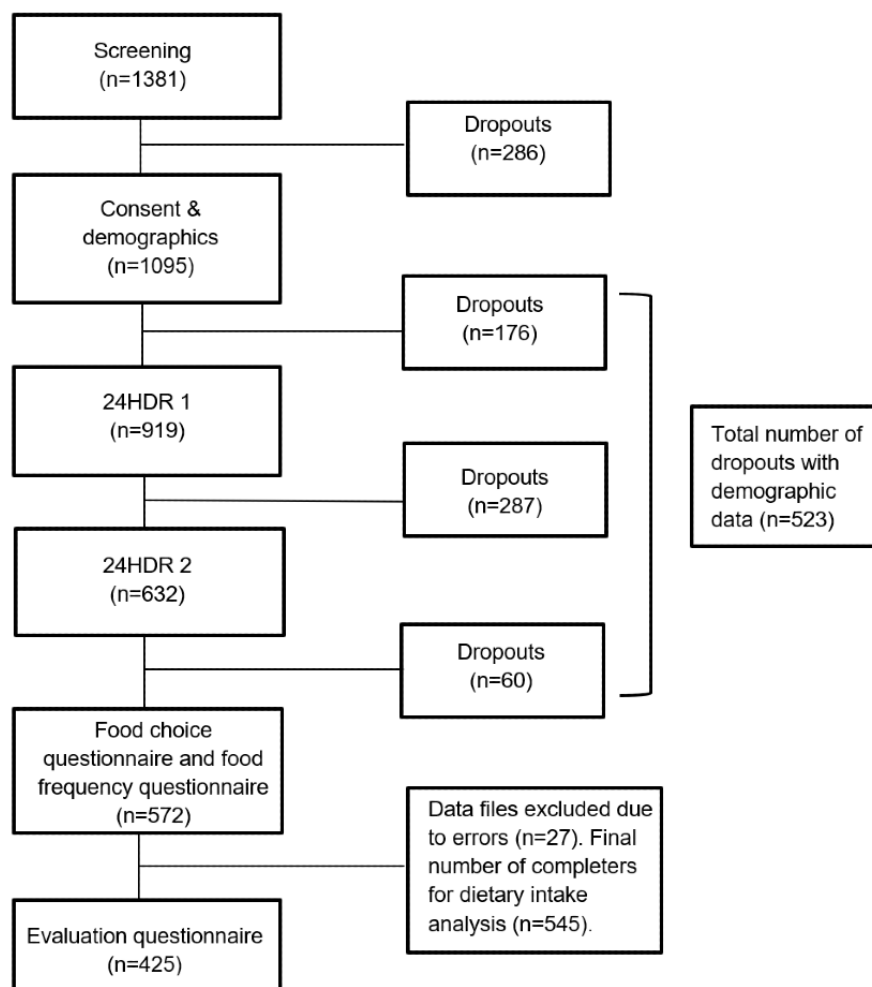 Screening
(n=1381)
Dropouts
(n=286)
Consent &
demographics
(n=1095)
Dropouts
(n=176)
24HDR 1
(n=919)
Total number of
dropouts with
demographic
data (n=523)
Dropouts
(n=287)
24HDR 2
(n=632)
Dropouts
(n=60)
Food choice
questionnaire and food
frequency questionnaire
(n=572)
Data files excluded due
to errors (n=27). Final
number of completers
for dietary intake
analysis (n=545).
Evaluation questionnaire
(n=425)